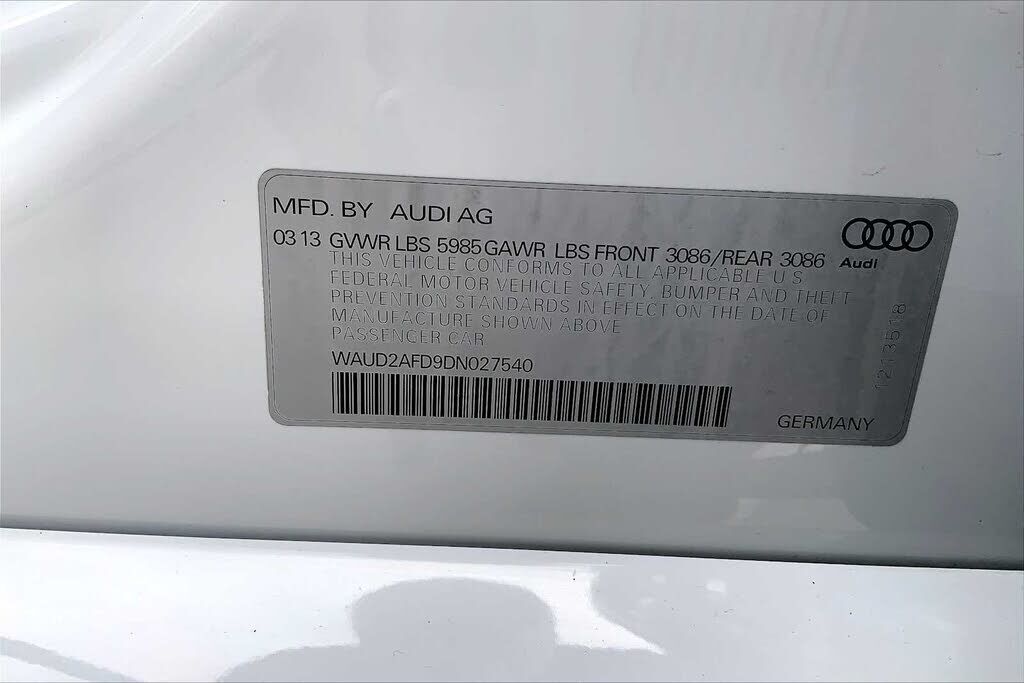 MFD. BY AUDI AG
03 13 GVWR LBS 5985 GAWR LBS FRONT 3086/REAR 3086
Audi
THIS VEHICLE CONFORMS TO ALL APPLICABLE U S
FEDERAL MOTOR VEHICLE SAFETY, BUMPER AND THEFT
PREVENTION STANDARDS IN EFFECT ON THE DATE OF
MANUFACTURE SHOWN ABOVE
PASSENGER CAR
WAUD2AFD9DN027540
GERMANY
1213518